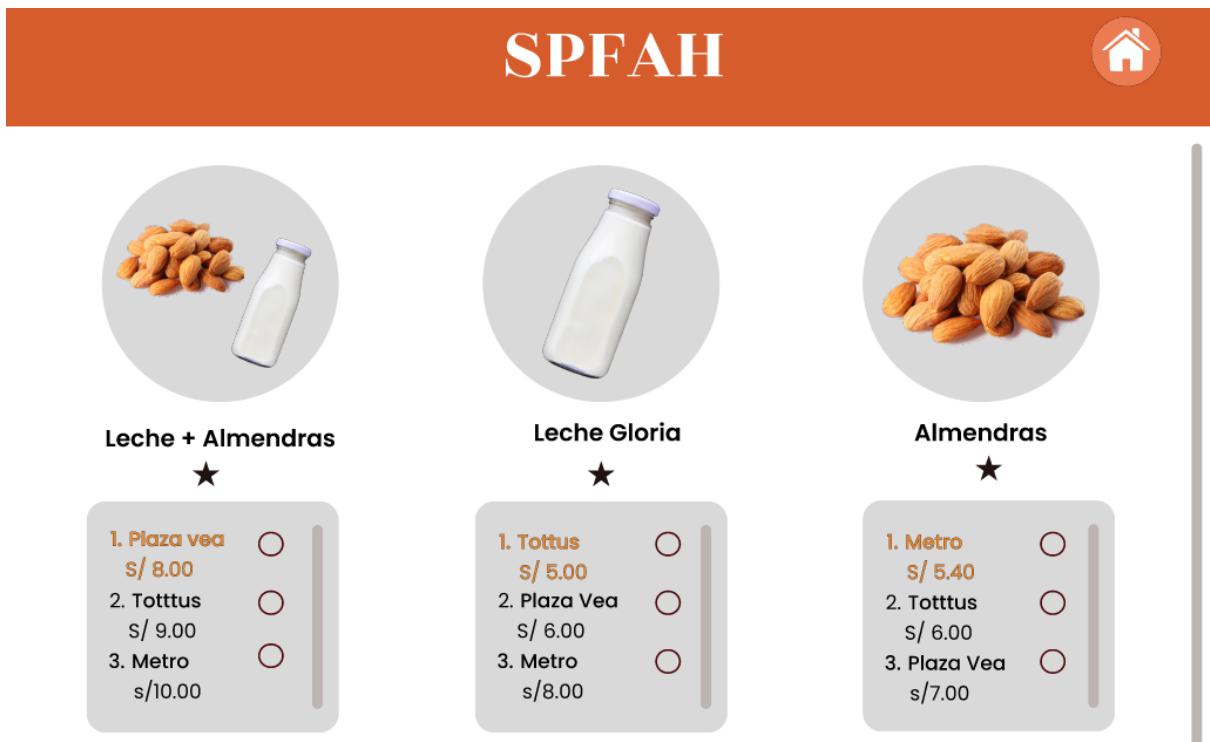 SPFAH
Leche + Almendras
★
1. Plaza vea
S/ 8.00
2. Totttus
S/ 9.00
3. Metro
s/10.00
Leche Gloria
★
1. Tottus
S/ 5.00
2. Plaza Vea
S/ 6.00
3. Metro
s/8.00
Almendras
★
1. Metro
S/ 5.40
2. Totttus
S/ 6.00
3. Plaza Vea
s/7.00